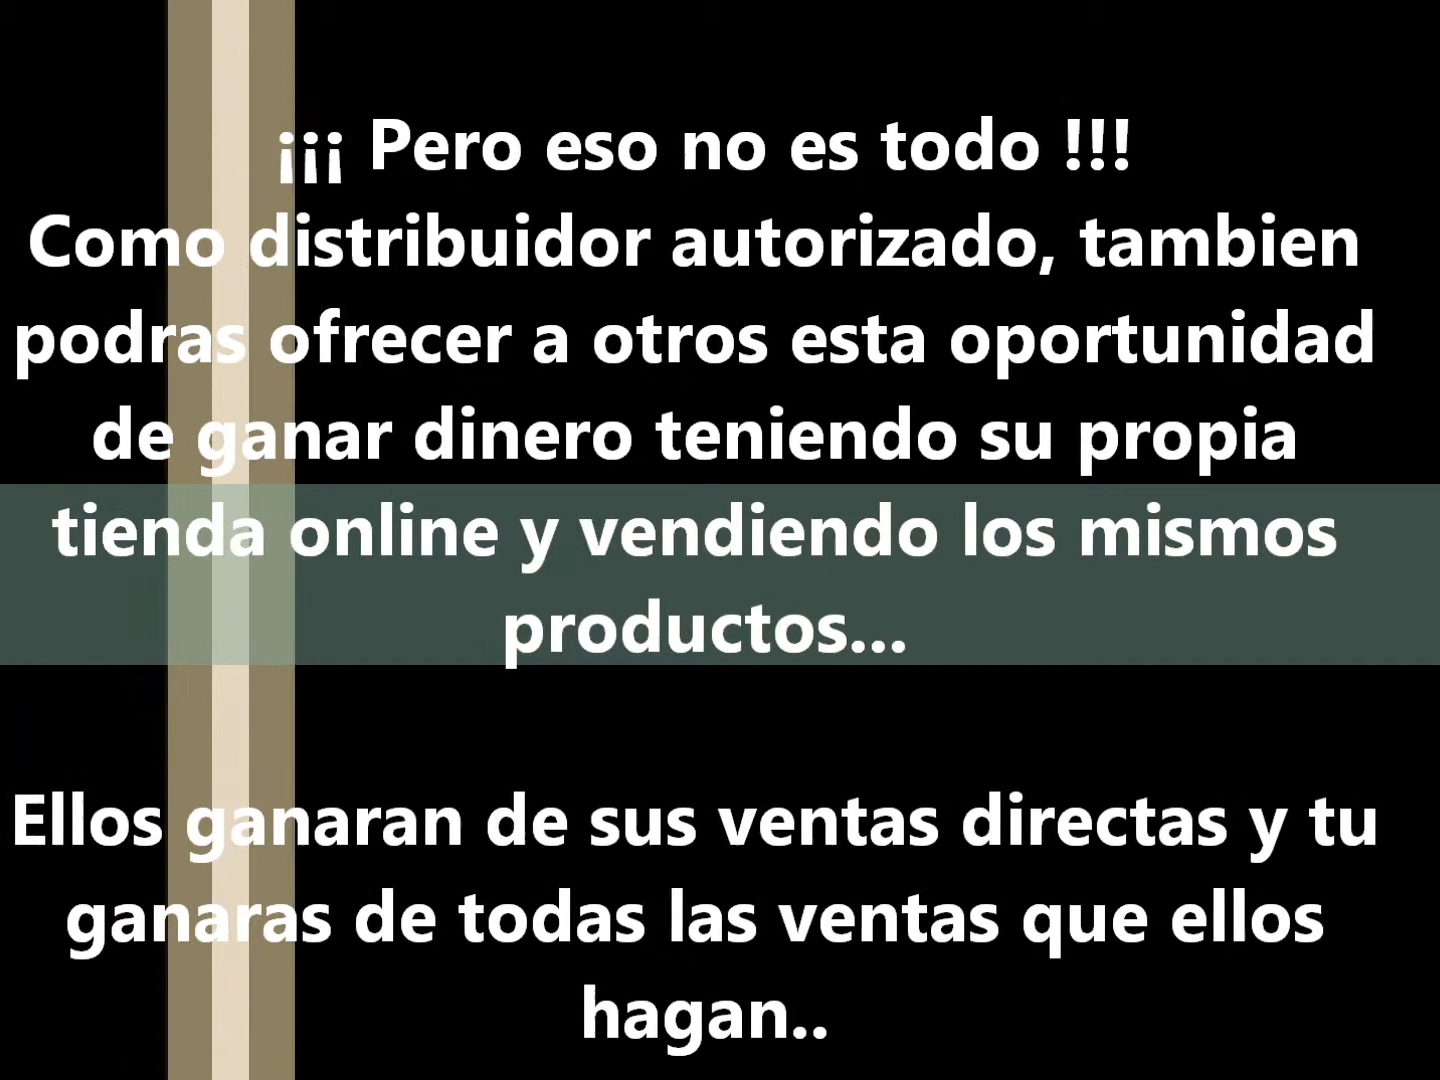 ¡¡¡ Pero eso no es todo !!!
Como distribuidor autorizado, tambien
podras ofrecer a otros esta oportunidad
de ganar dinero teniendo su propia
tienda online y vendiendo los mismos
productos...
Ellos ganaran de sus ventas directas y tu
ganaras de todas las ventas que ellos
hagan..